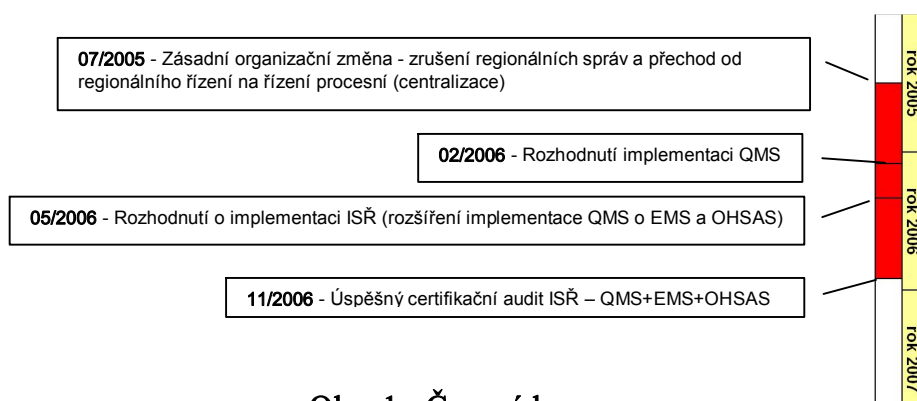 07/2005 - Zásadní organizační změna - zrušení regionálních správ a přechod od
regionálního řízení na řízení procesní (centralizace)
02/2006 - Rozhodnutí implementaci QMS
05/2006 - Rozhodnutí o implementaci ISŘ (rozšíření implementace QMS o EMS a OHSAS)
11/2006 - Úspěšný certifikační audit ISŘ – QMS+EMS+OHSAS
rok 2005
rok 2006
rok 2007